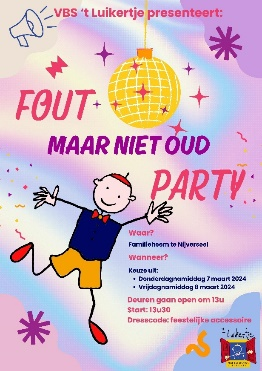 VBS 't Luikertje presenteert:
FOUT
MAAR NIET OUD
PARTY
Waar?
Familieheem te Nijverseel
Wanneer?
Keuze uit:
• Donderdagnamiddag 7 maart 2024
• Vrijdagnamiddag 8 maart 2024
Deuren gaan open om 13u
Start: 13u30
Dresscode: feestelijke accessoire
't Luikertje